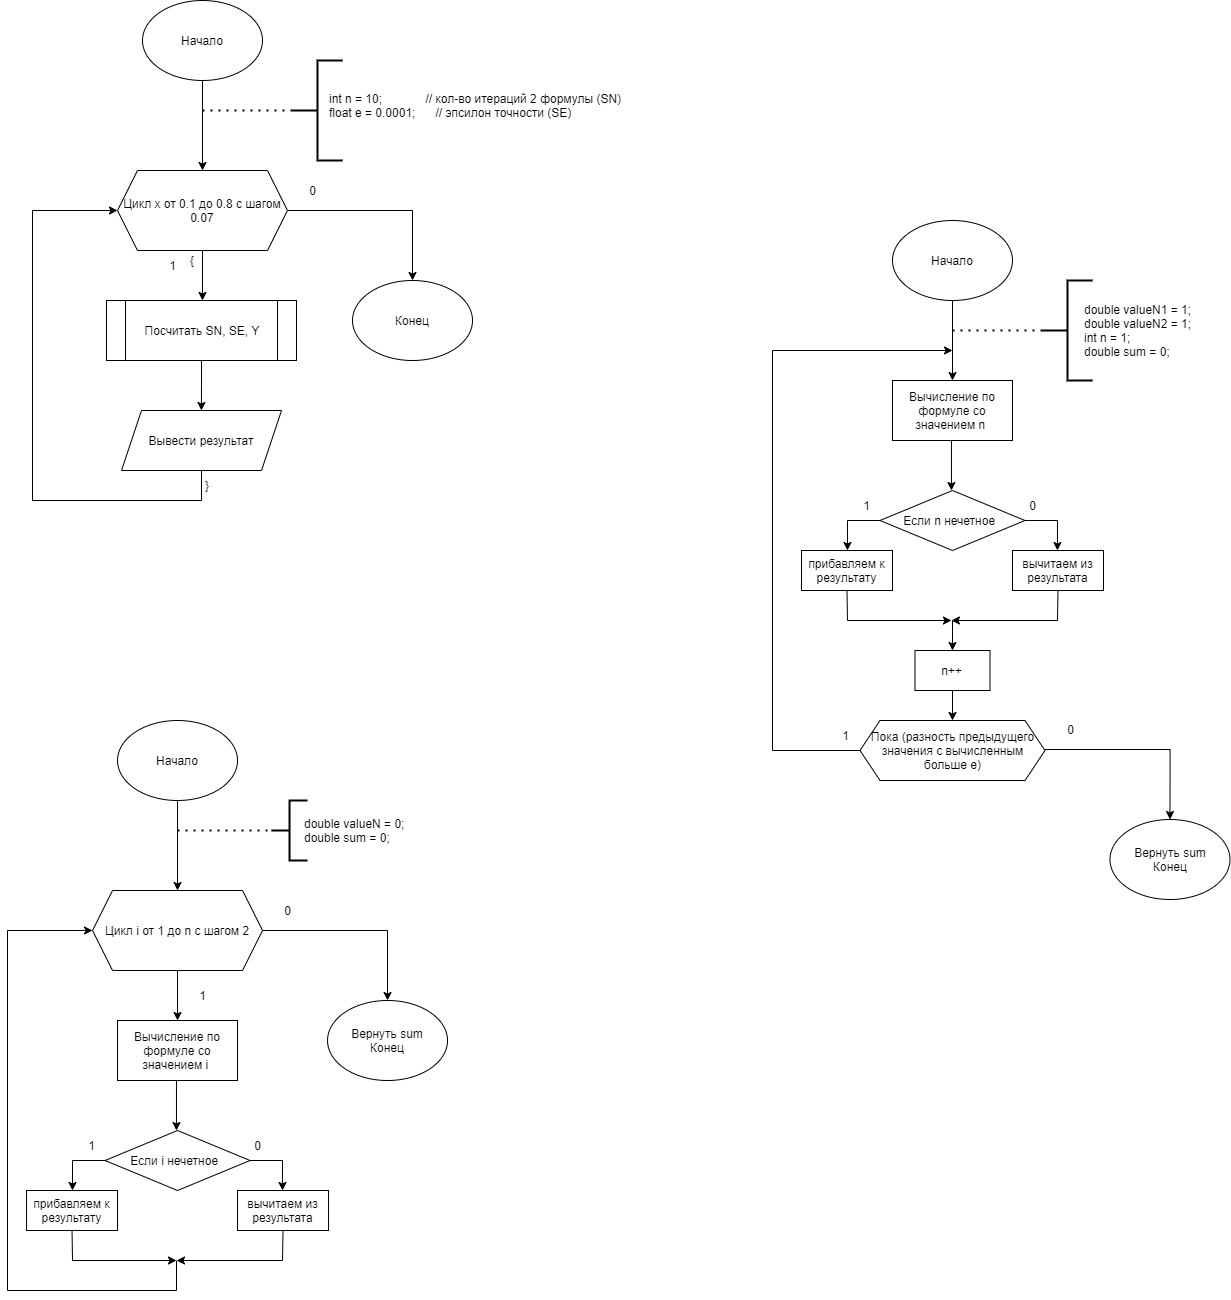 Начало
int n = 10; // кол-во итераций 2 формулы (SN)
float e = 0.0001; // эпсилон точности (SE)
Цикл x от 0.1 до 0.8 с шагом
0.07
0
1
{
Посчитать SN, SE, Y
Конец
Вывести результат
}
Начало
double valueN1 = 1;
double valueN2 = 1;
int n = 1;
double sum = 0;
Вычисление по
формуле со
значением n
1
Если n нечетное
0
прибавляем к
результату
вычитаем из
результата
n++
1
Пока (разность предыдущего
значения с вычисленным
больше e)
0
Вернуть sum
Конец
Начало
double valueN = 0;
double sum = 0;
Цикл i от 1 до n с шагом 2
0
1
Вычисление по
формуле со
значением i
Вернуть sum
Конец
1
Если i нечетное
0
прибавляем к
результату
вычитаем из
результата